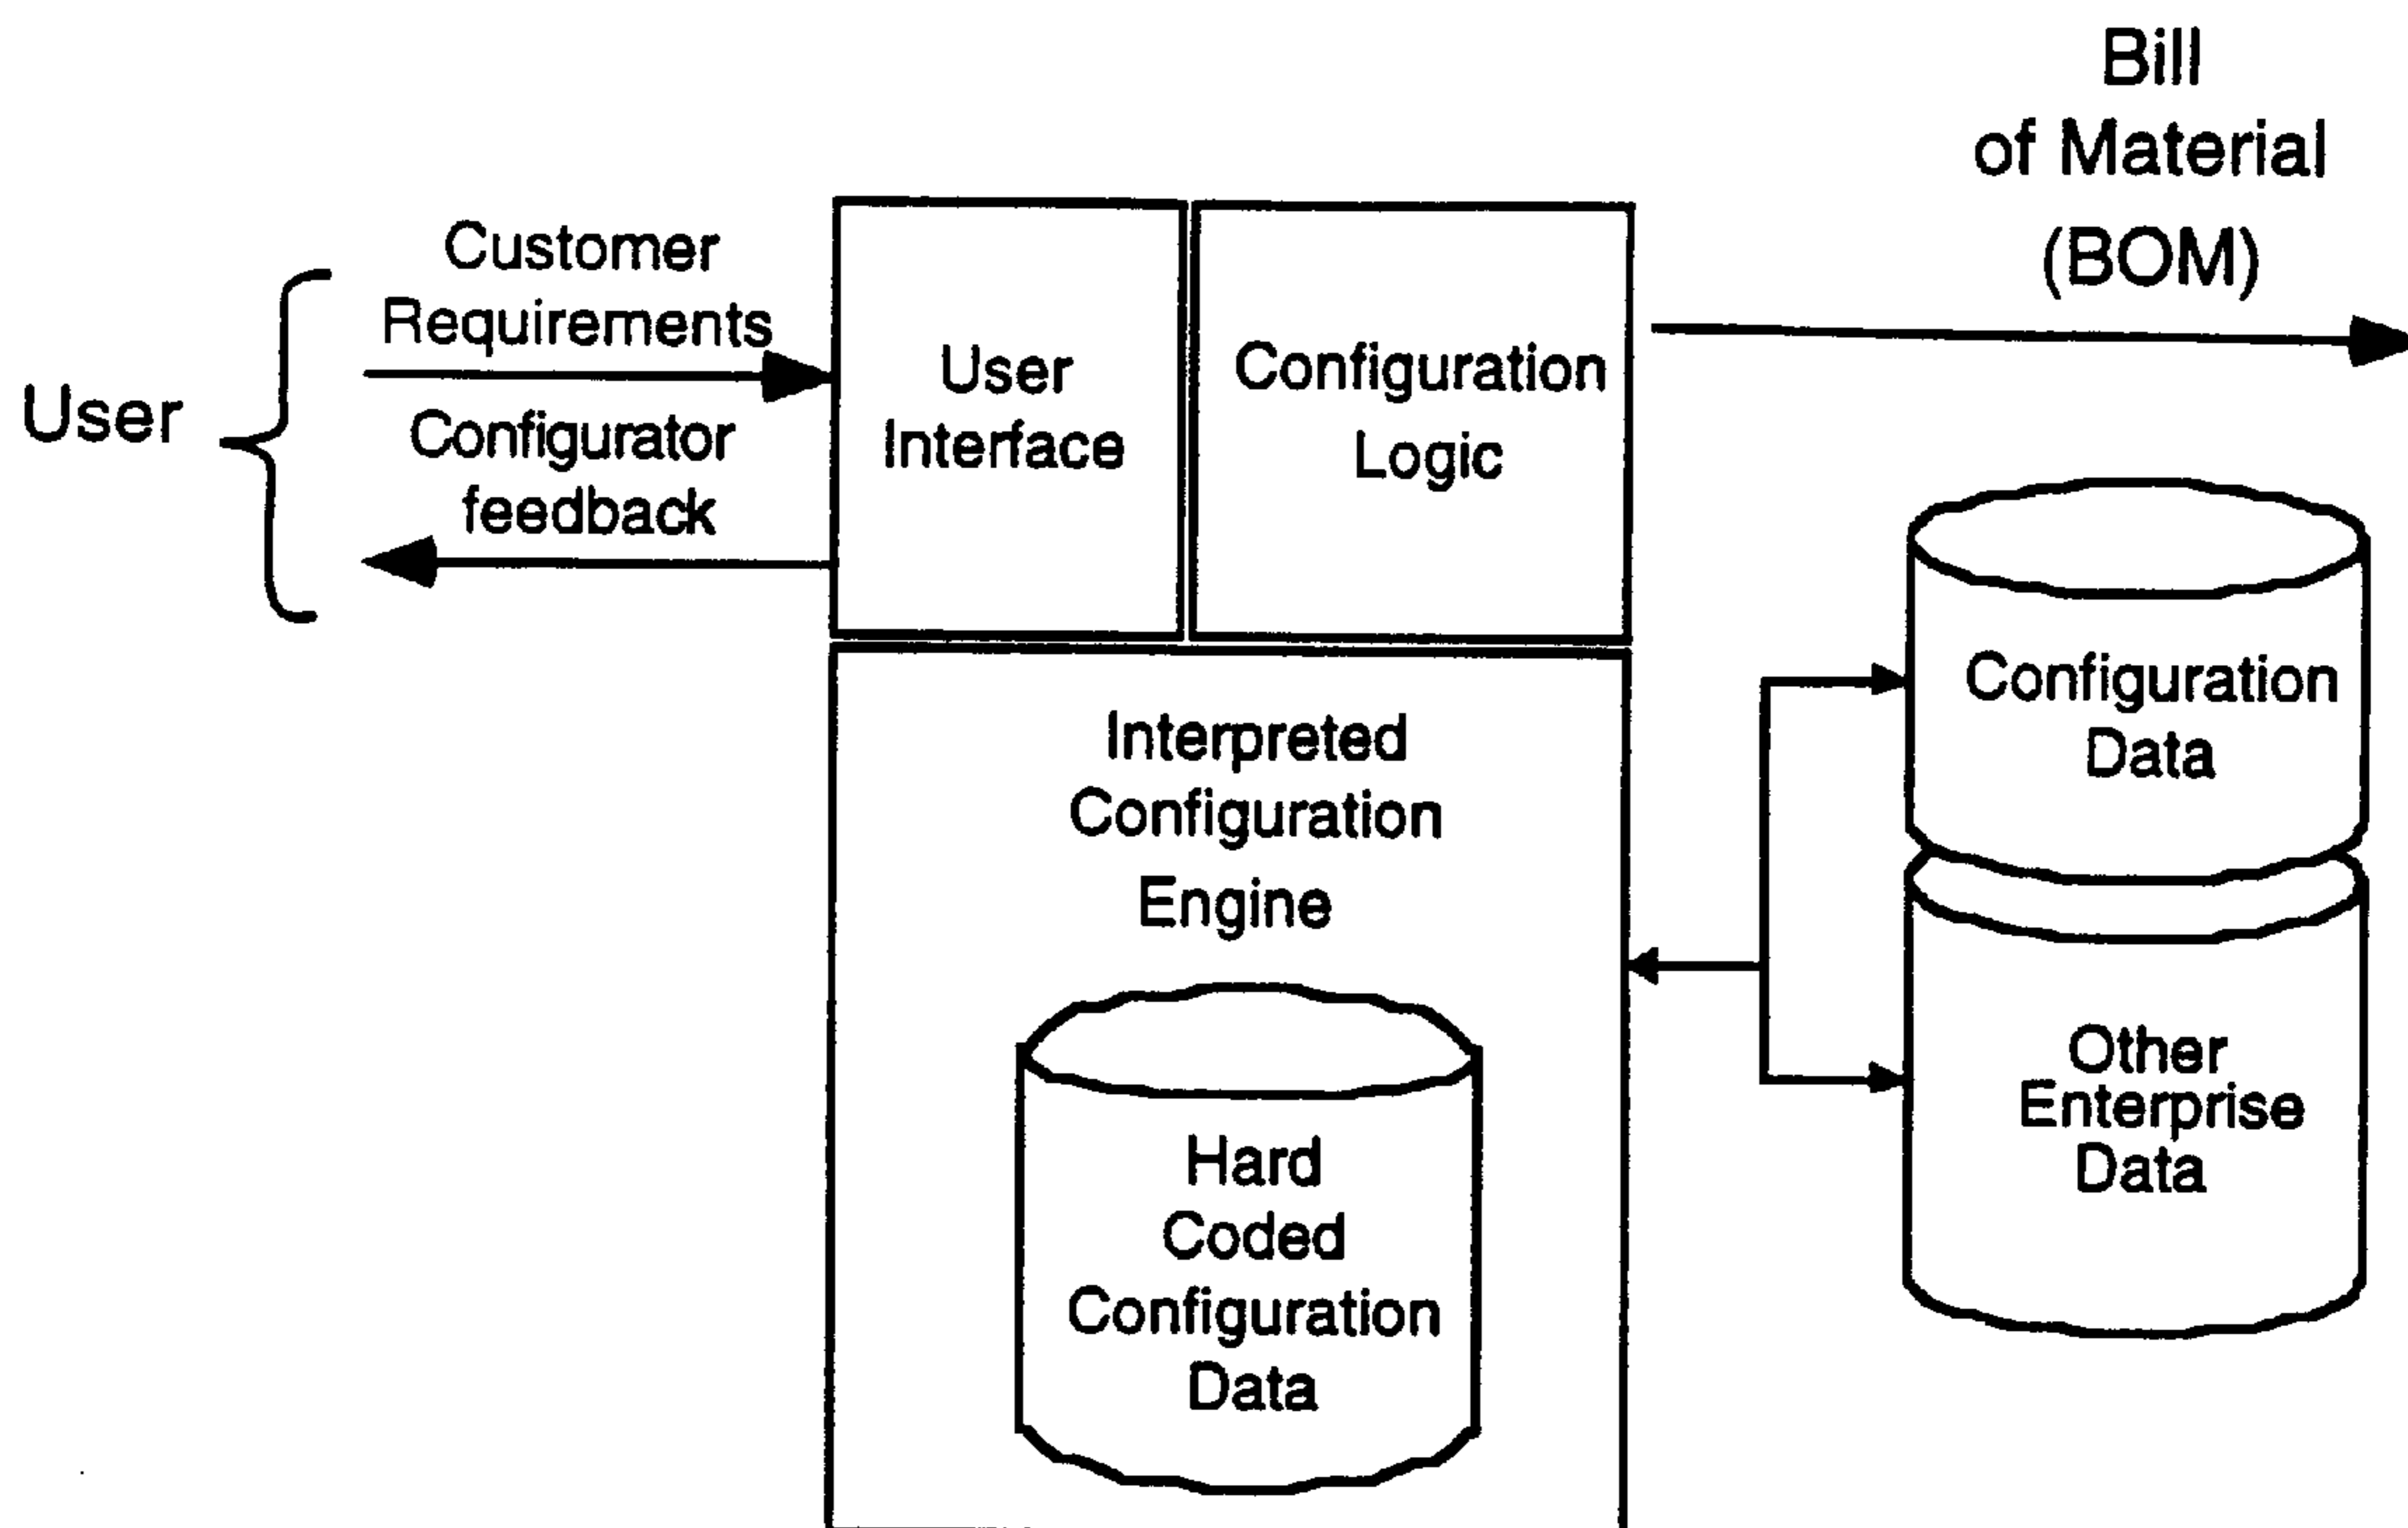 Bill
of Material
(BOM)
Customer
Requirements
User
Configurator
feedback
User
Interface
Configuration
Logic
Configuration
Data
Interpreted
Configuration
Engine
Other
Enterprise
Data
Hard
Coded
Configuration
Data